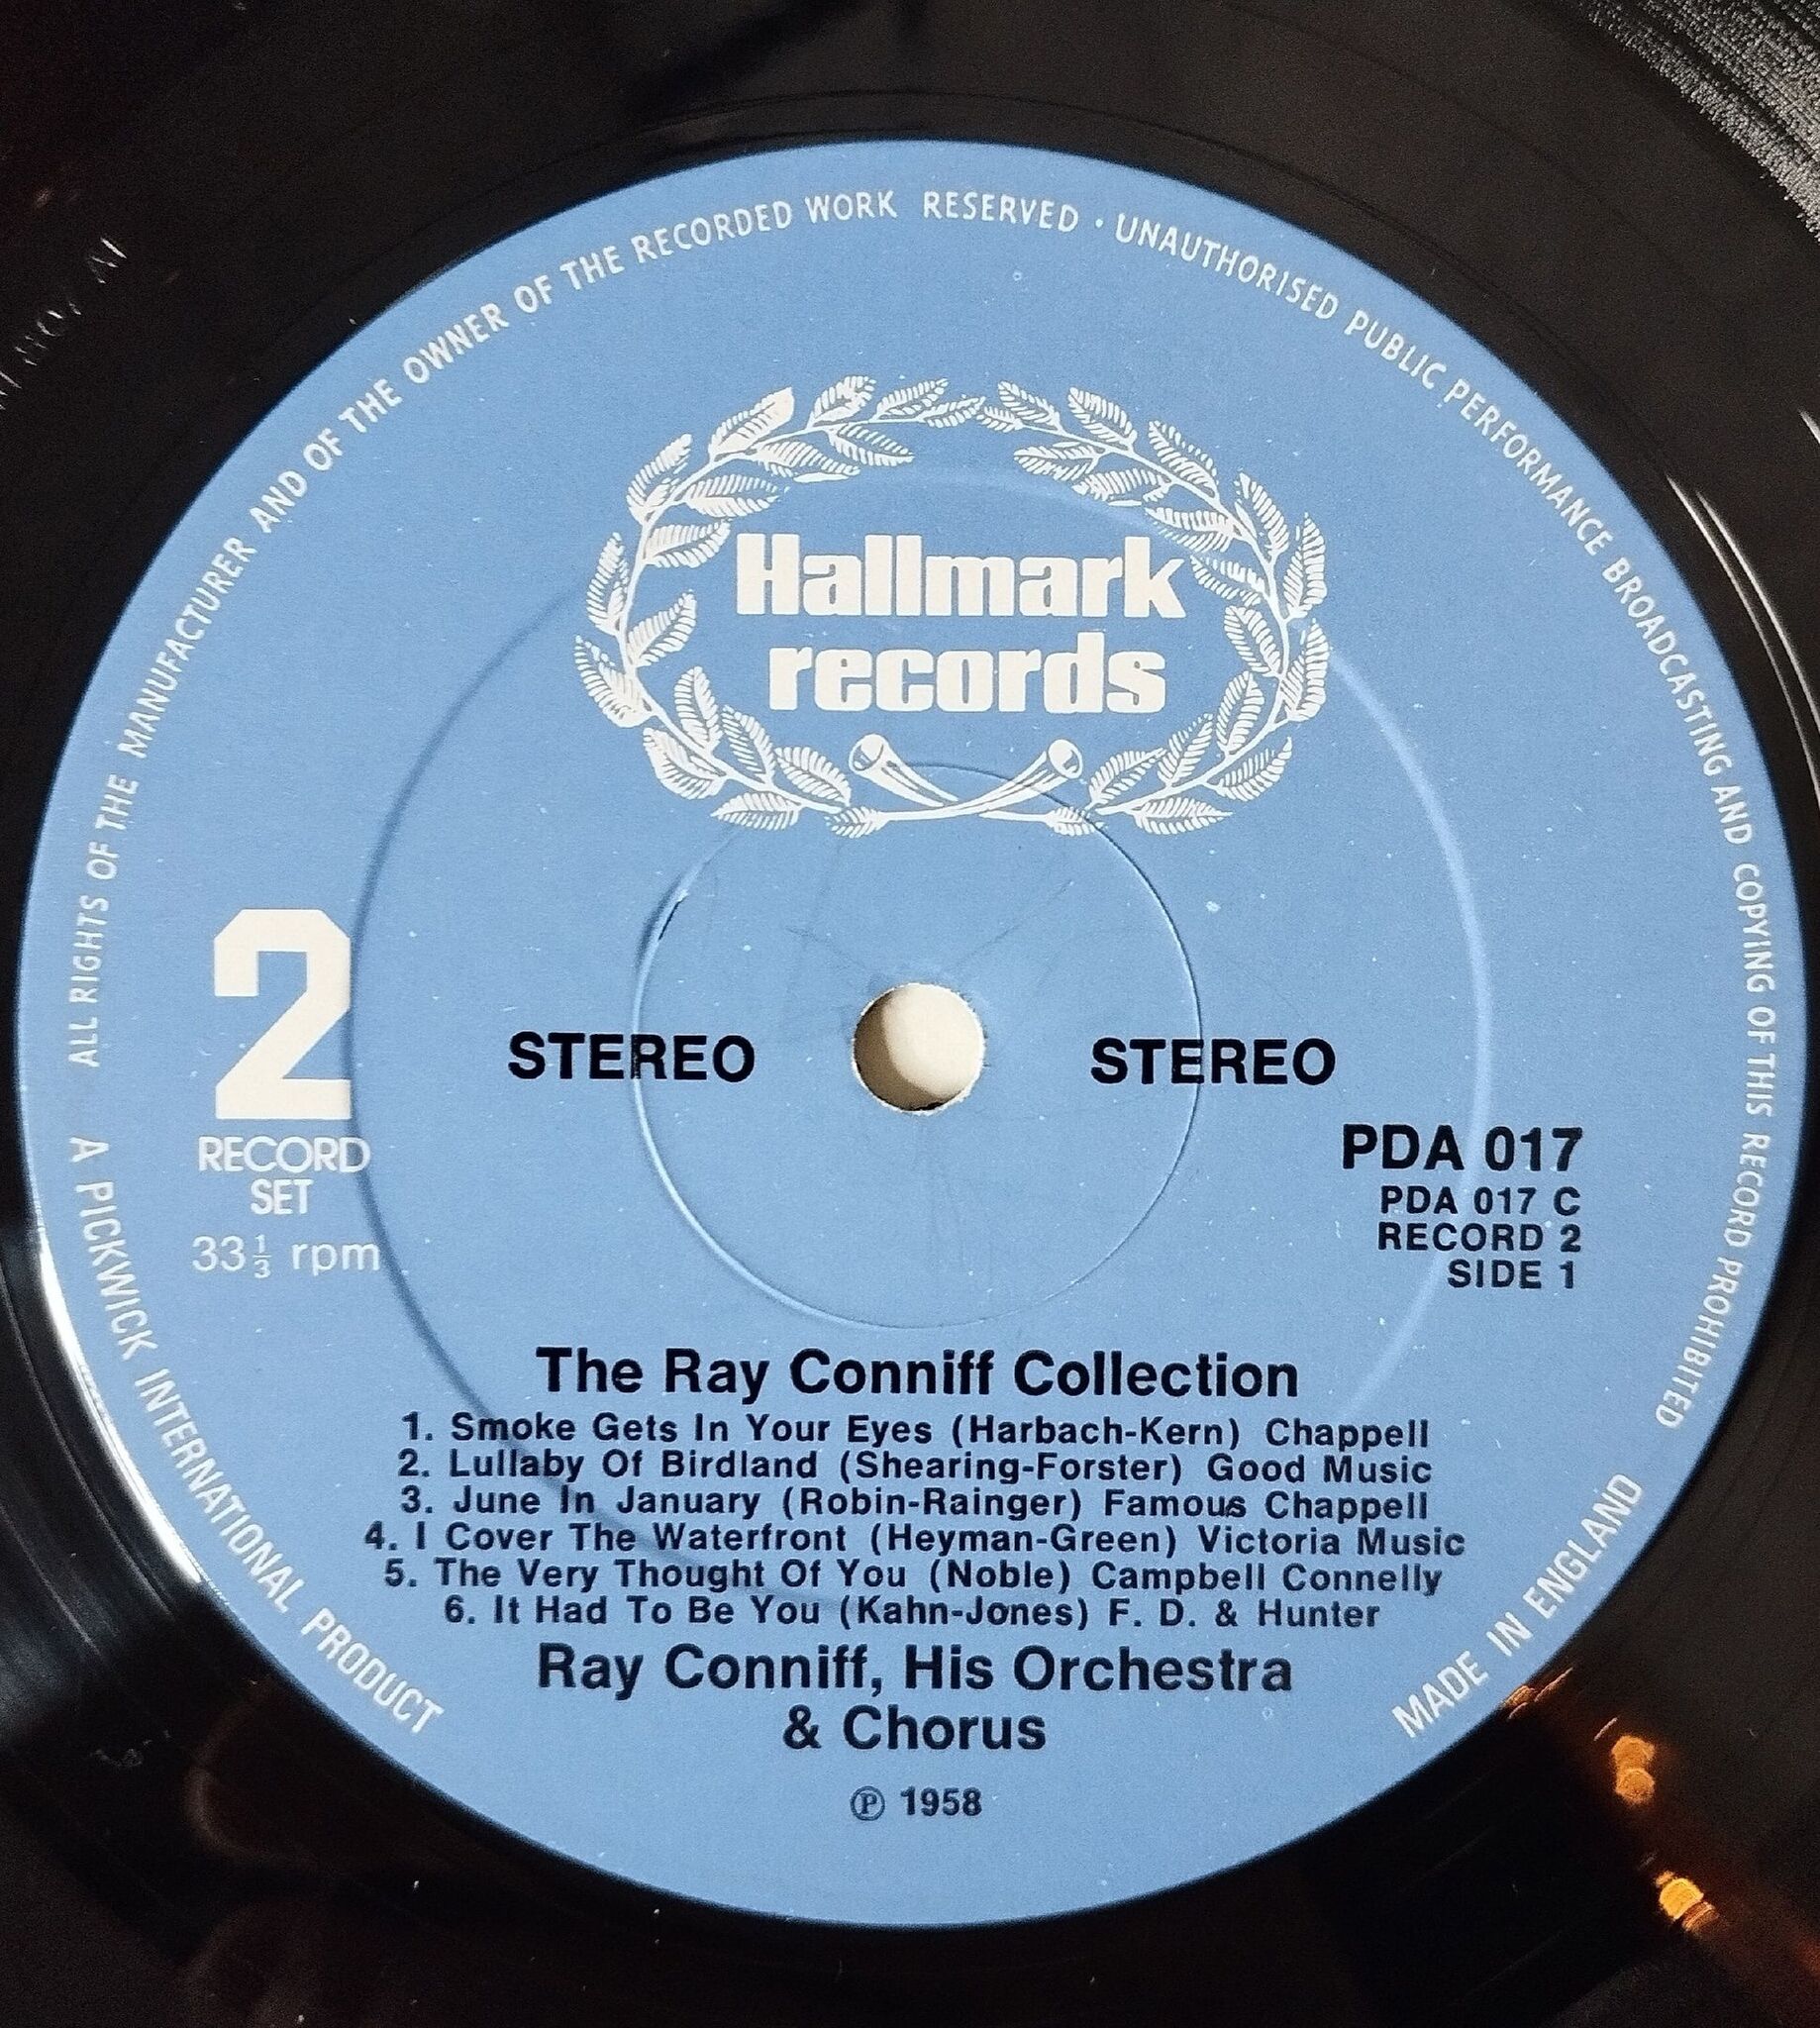 ALL RIGHTS OF THE MANUFACTURER AND OF THE OWNER OF THE RECORDED WORK RESERVED · UNAUTHORISED PUBLIC PERFORMANCE BROADCASTING AND COPYING OF THIS RECORD PROHIBITED
Hallmark
records
2
RECORD
SET
33⅓ rpm
STEREO STEREO
PDA 017
PDA 017 C
RECORD 2
SIDE 1
The Ray Conniff Collection
1. Smoke Gets In Your Eyes (Harbach-Kern) Chappell
2. Lullaby Of Birdland (Shearing-Forster) Good Music
3. June In January (Robin-Rainger) Famous Chappell
4. I Cover The Waterfront (Heyman-Green) Victoria Music
5. The Very Thought Of You (Noble) Campbell Connelly
6. It Had To Be You (Kahn-Jones) F. D. & Hunter
Ray Conniff, His Orchestra
& Chorus
℗ 1958
A PICKWICK INTERNATIONAL PRODUCT
MADE IN ENGLAND